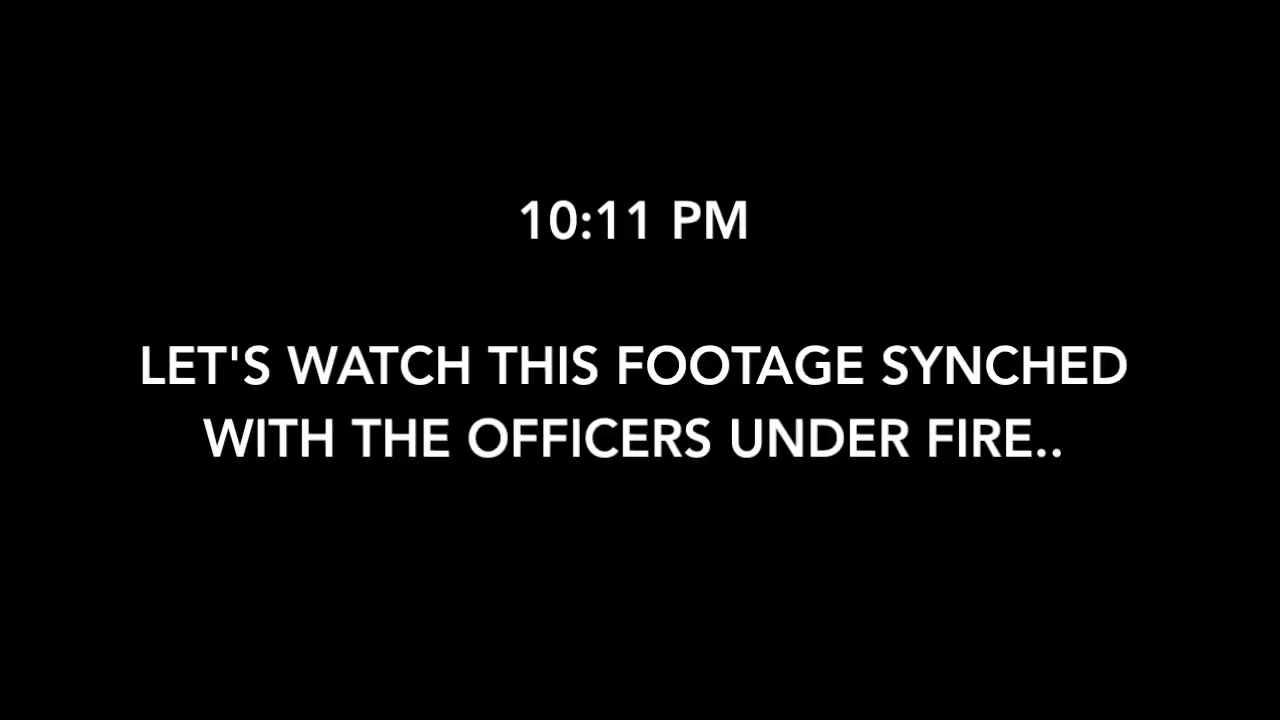 10:11 PM
LET'S WATCH THIS FOOTAGE SYNCHED
WITH THE OFFICERS UNDER FIRE..